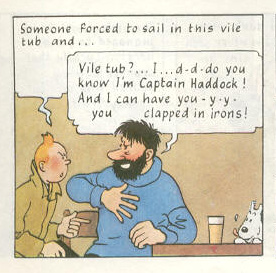 Someone forced to sail in this vile
tub and...
Vile tub?... I...d-d-do you
know I'm Captain Haddock!
And I can have you - y - y -
you clapped in irons!